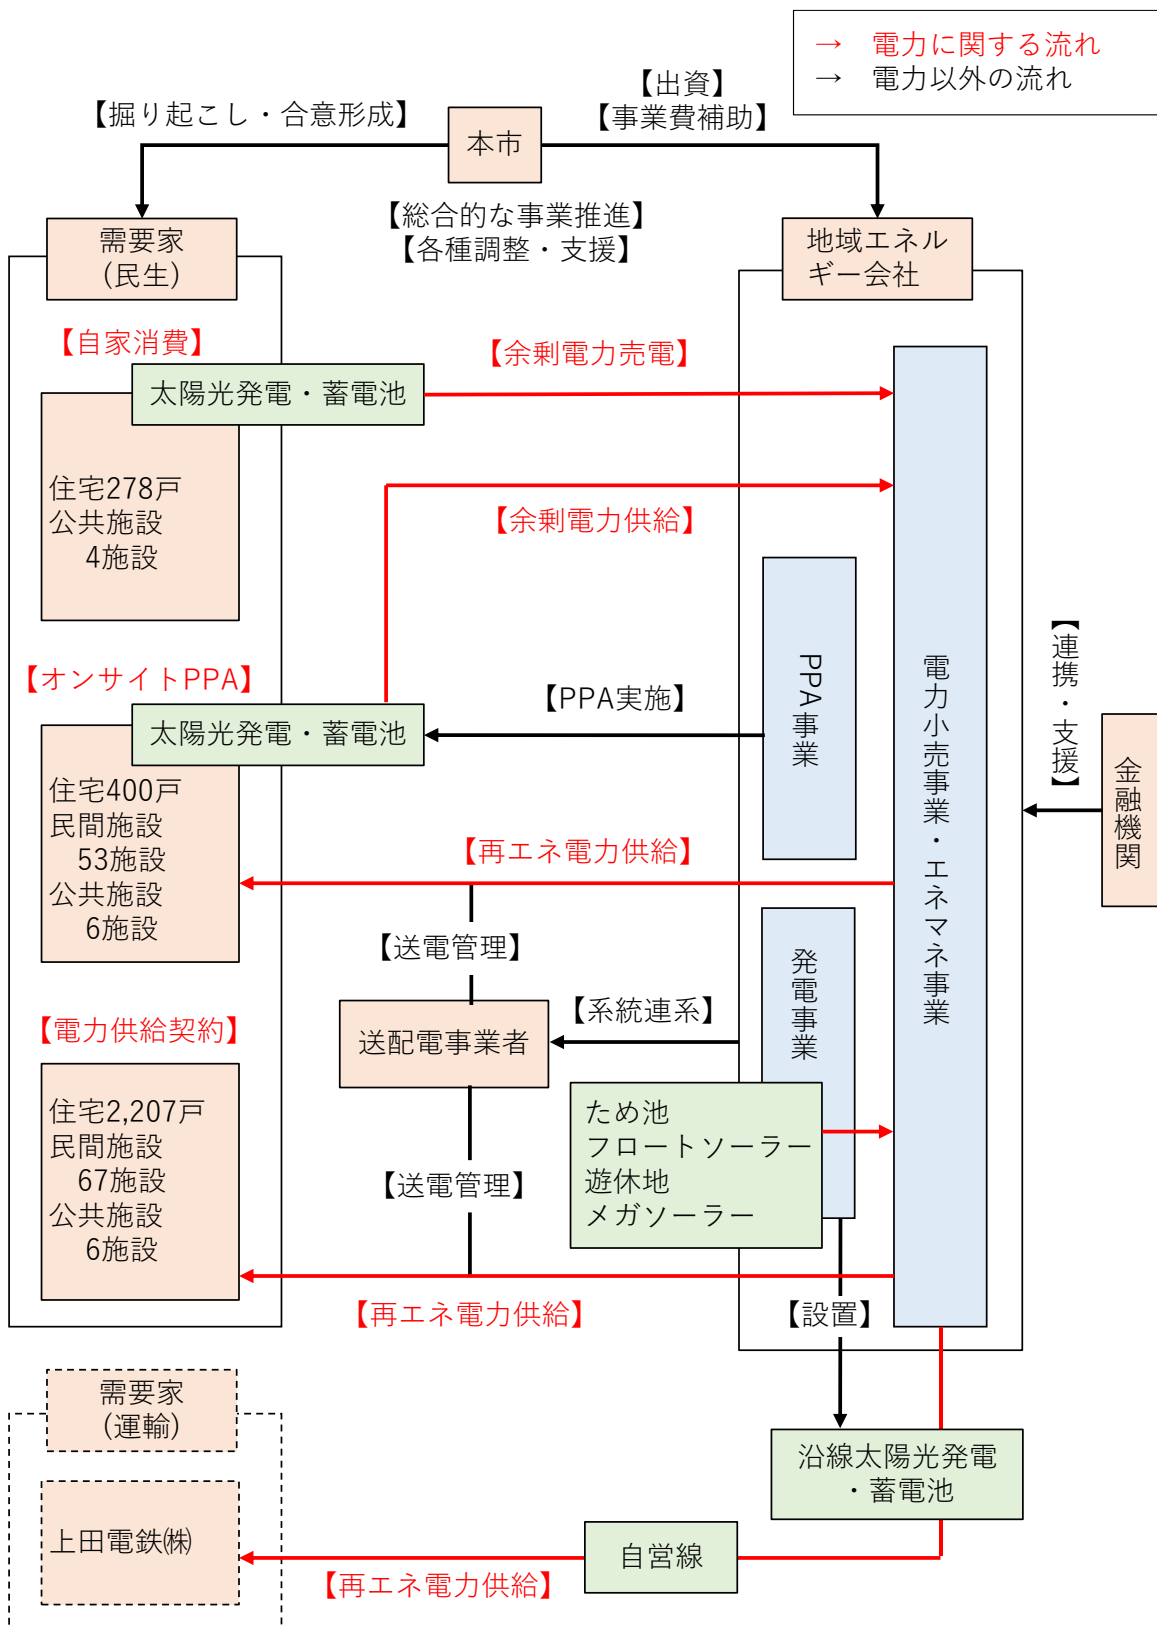 →　電力に関する流れ
→　電力以外の流れ
【掘り起こし・合意形成】
【出資】
【事業費補助】
本市
【総合的な事業推進】
【各種調整・支援】
需要家
(民生)
地域エネル
ギー会社
【自家消費】
太陽光発電・蓄電池
【余剰電力売電】
住宅278戸
公共施設
4施設
【余剰電力供給】
【オンサイトPPA】
太陽光発電・蓄電池
【PPA実施】
PPA事業
電力小売事業・エネマネ事業
【連携・支援】
金融機関
住宅400戸
民間施設
53施設
公共施設
6施設
【再エネ電力供給】
【送電管理】
発電事業
【電力供給契約】
送配電事業者
【系統連系】
住宅2,207戸
民間施設
67施設
公共施設
6施設
ため池
フロートソーラー
遊休地
メガソーラー
【送電管理】
【再エネ電力供給】
【設置】
需要家
(運輸)
沿線太陽光発電
・蓄電池
上田電鉄㈱
自営線
【再エネ電力供給】